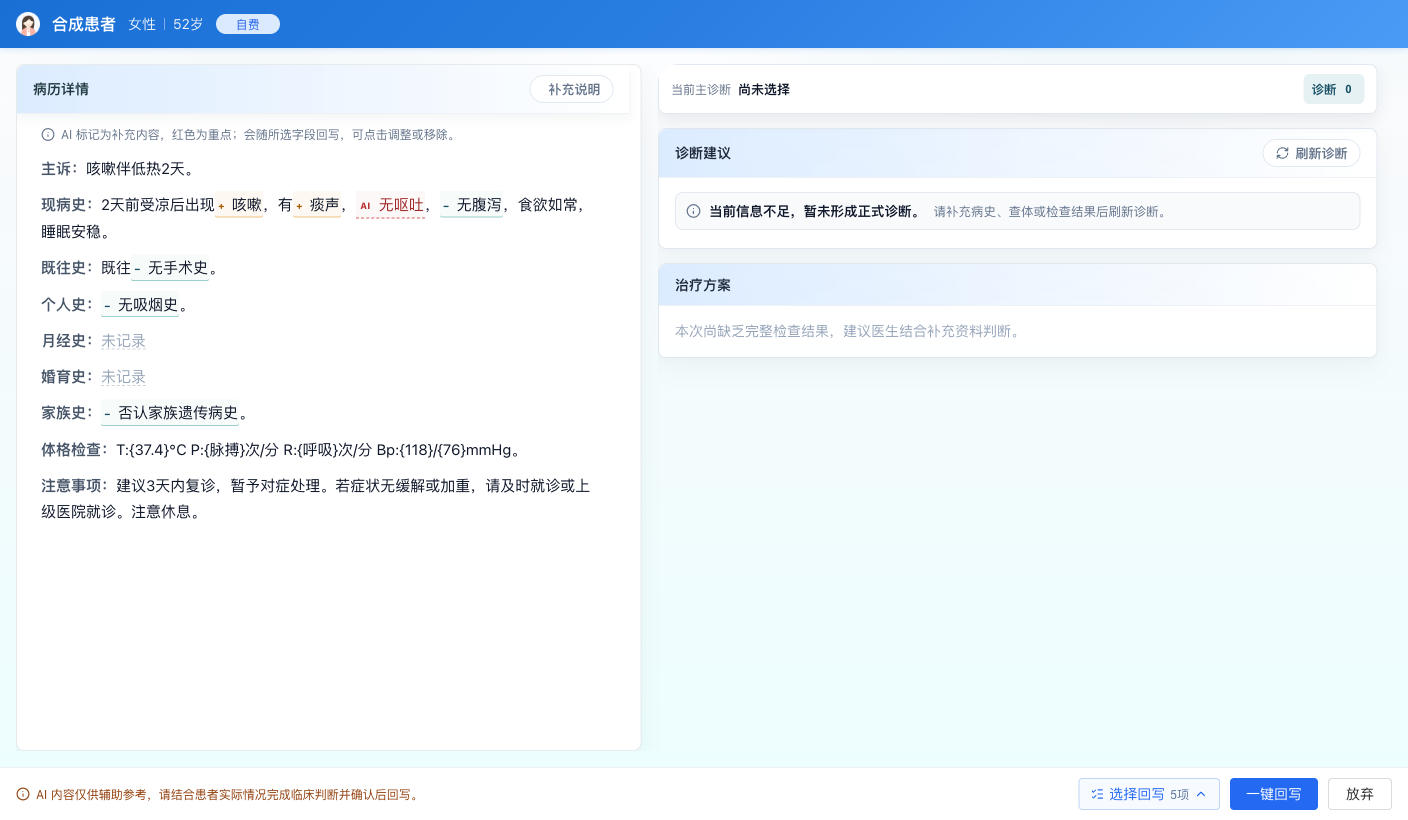 合成患者 女性 52岁 自费
病历详情 补充说明
AI 标记为补充内容，红色为重点；会随所选字段回写，可点击调整或移除。
主诉：咳嗽伴低热2天。
现病史：2天前受凉后出现+ 咳嗽，有+ 痰声，AI 无呕吐，- 无腹泻，食欲如常，
睡眠安稳。
既往史：既往- 无手术史。
个人史：- 无吸烟史。
月经史：未记录
婚育史：未记录
家族史：- 否认家族遗传病史。
体格检查：T:{37.4}°C P:{脉搏}次/分 R:{呼吸}次/分 Bp:{118}/{76}mmHg。
注意事项：建议3天内复诊，暂予对症处理。若症状无缓解或加重，请及时就诊或上
级医院就诊。注意休息。
当前主诊断 尚未选择 诊断 0
诊断建议 刷新诊断
当前信息不足，暂未形成正式诊断。 请补充病史、查体或检查结果后刷新诊断。
治疗方案
本次尚缺乏完整检查结果，建议医生结合补充资料判断。
AI 内容仅供辅助参考，请结合患者实际情况完成临床判断并确认后回写。
选择回写 5项 一键回写 放弃